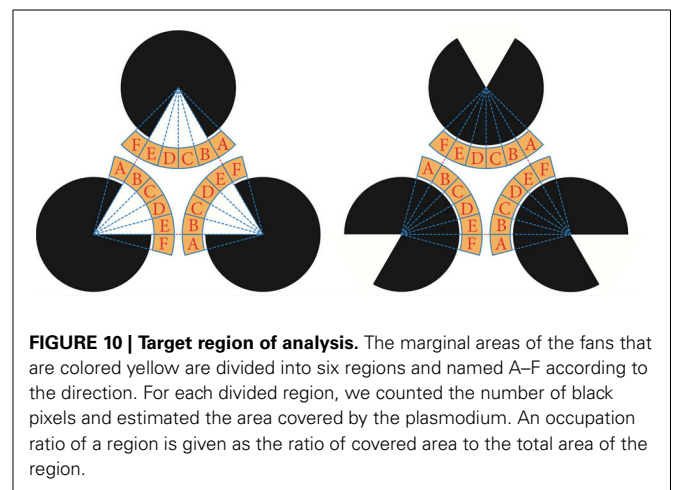 F E D C B A
A B C D E F
F E D C B A
F E D C B A
A B C D E F
F E D C B A
FIGURE 10 | Target region of analysis. The marginal areas of the fans that
are colored yellow are divided into six regions and named A–F according to
the direction. For each divided region, we counted the number of black
pixels and estimated the area covered by the plasmodium. An occupation
ratio of a region is given as the ratio of covered area to the total area of the
region.